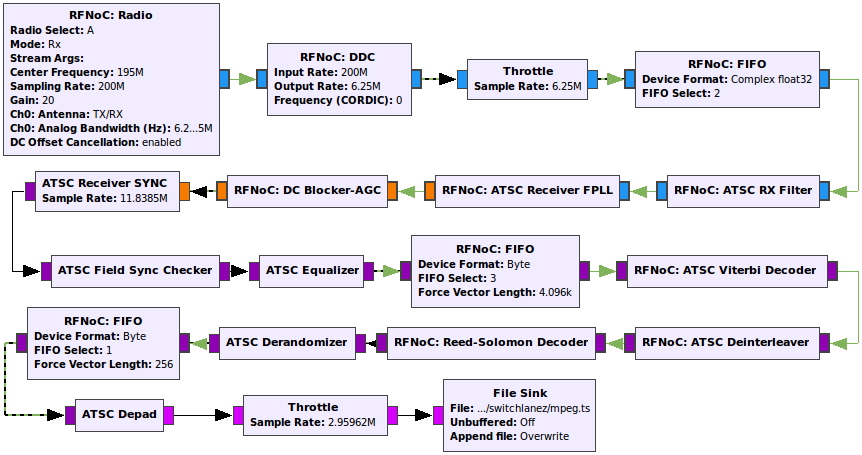 RFNoC: Radio
Radio Select: A
Mode: Rx
Stream Args:
Center Frequency: 195M
Sampling Rate: 200M
Gain: 20
Ch0: Antenna: TX/RX
Ch0: Analog Bandwidth (Hz): 6.2...5M
DC Offset Cancellation: enabled
RFNoC: DDC
Input Rate: 200M
Output Rate: 6.25M
Frequency (CORDIC): 0
Throttle
Sample Rate: 6.25M
RFNoC: FIFO
Device Format: Complex float32
FIFO Select: 2
RFNoC: ATSC RX Filter
RFNoC: ATSC Receiver FPLL
RFNoC: DC Blocker-AGC
ATSC Receiver SYNC
Sample Rate: 11.8385M
ATSC Field Sync Checker
ATSC Equalizer
RFNoC: FIFO
Device Format: Byte
FIFO Select: 3
Force Vector Length: 4.096k
RFNoC: ATSC Viterbi Decoder
RFNoC: ATSC Deinterleaver
RFNoC: Reed-Solomon Decoder
ATSC Derandomizer
RFNoC: FIFO
Device Format: Byte
FIFO Select: 1
Force Vector Length: 256
ATSC Depad
Throttle
Sample Rate: 2.95962M
File Sink
File: .../switchlanez/mpeg.ts
Unbuffered: Off
Append file: Overwrite